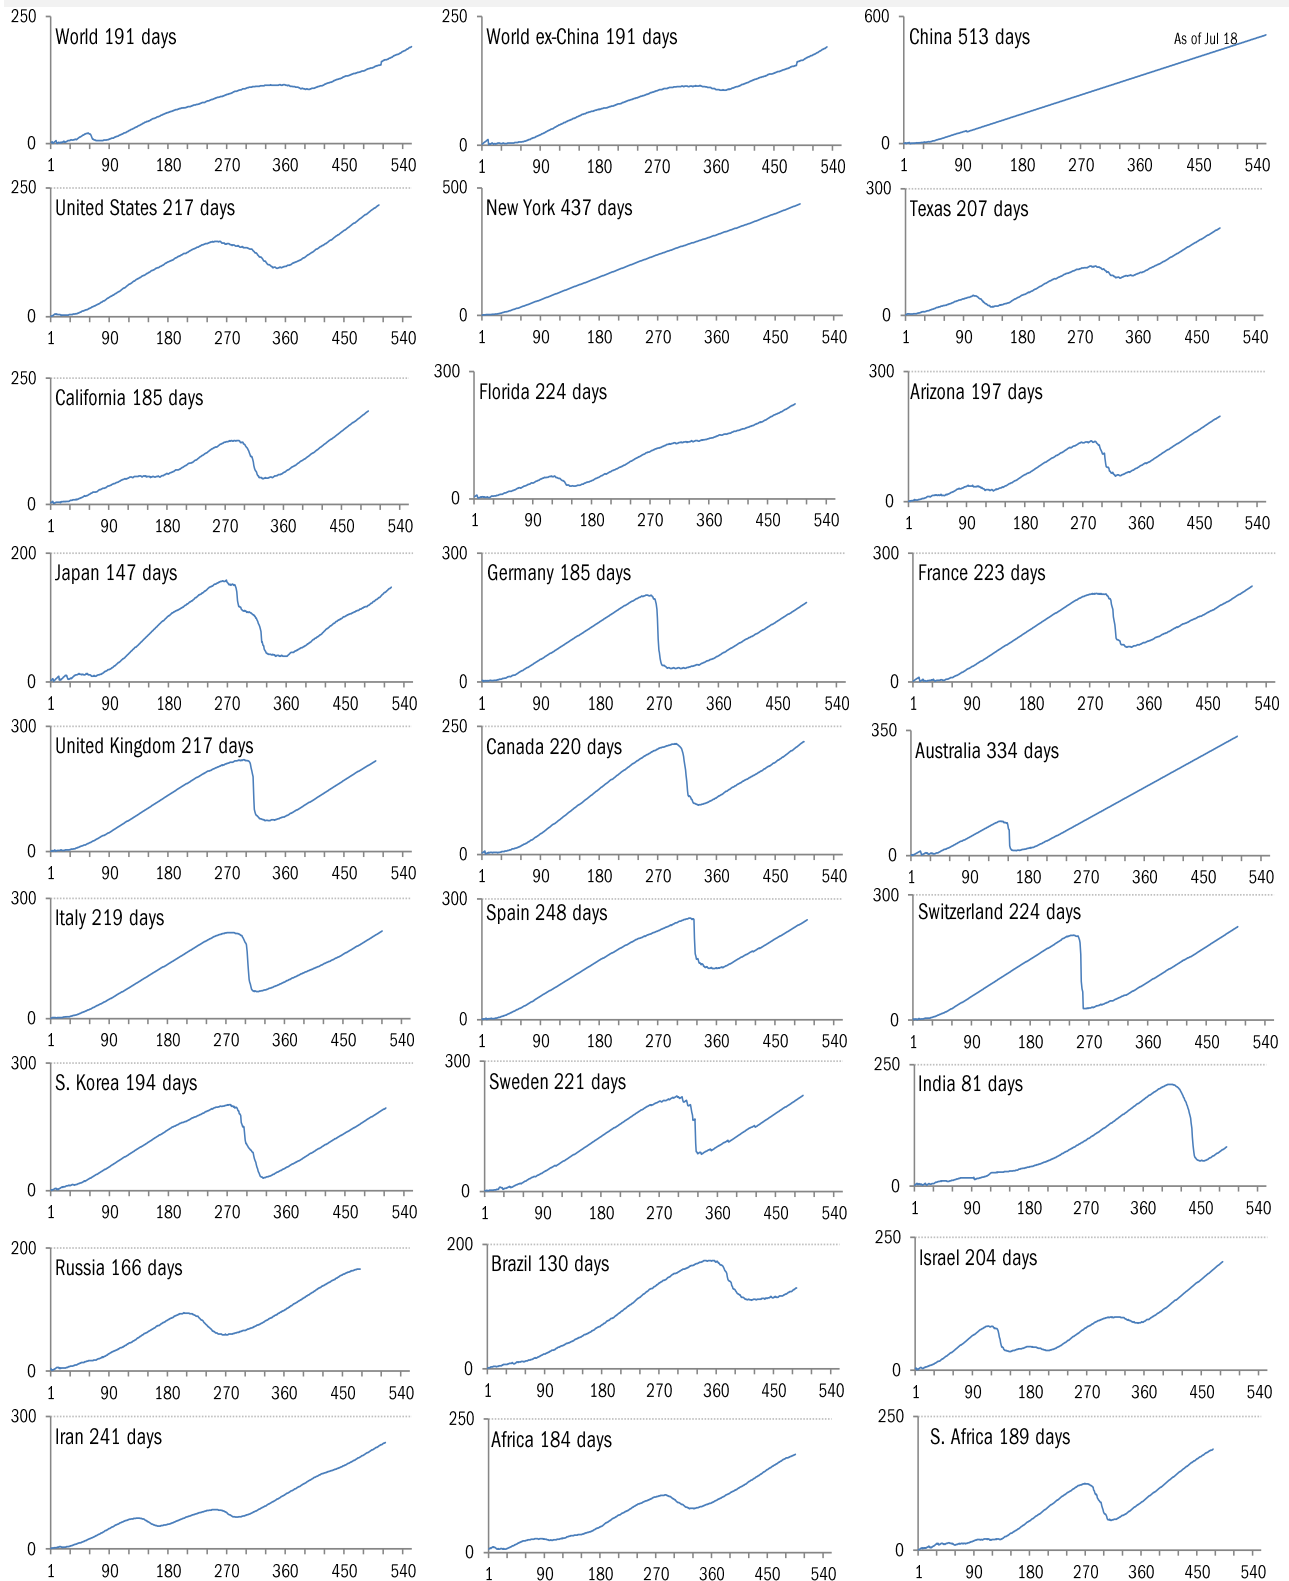 250
World 191 days
0
1 90 180 270 360 450 540
250
World ex-China 191 days
0
1 90 180 270 360 450 540
600
China 513 days
As of Jul 18
0
1 90 180 270 360 450 540
250
United States 217 days
0
1 90 180 270 360 450 540
500
New York 437 days
0
1 90 180 270 360 450 540
300
Texas 207 days
0
1 90 180 270 360 450 540
250
California 185 days
0
1 90 180 270 360 450 540
300
Florida 224 days
0
1 90 180 270 360 450 540
300
Arizona 197 days
0
1 90 180 270 360 450 540
200
Japan 147 days
0
1 90 180 270 360 450 540
300
Germany 185 days
0
1 90 180 270 360 450 540
300
France 223 days
0
1 90 180 270 360 450 540
300
United Kingdom 217 days
0
1 90 180 270 360 450 540
250
Canada 220 days
0
1 90 180 270 360 450 540
350
Australia 334 days
0
1 90 180 270 360 450 540
300
Italy 219 days
0
1 90 180 270 360 450 540
300
Spain 248 days
0
1 90 180 270 360 450 540
300
Switzerland 224 days
0
1 90 180 270 360 450 540
300
S. Korea 194 days
0
1 90 180 270 360 450 540
300
Sweden 221 days
0
1 90 180 270 360 450 540
250
India 81 days
0
1 90 180 270 360 450 540
200
Russia 166 days
0
1 90 180 270 360 450 540
200
Brazil 130 days
0
1 90 180 270 360 450 540
250
Israel 204 days
0
1 90 180 270 360 450 540
300
Iran 241 days
0
1 90 180 270 360 450 540
250
Africa 184 days
0
1 90 180 270 360 450 540
250
S. Africa 189 days
0
1 90 180 270 360 450 540